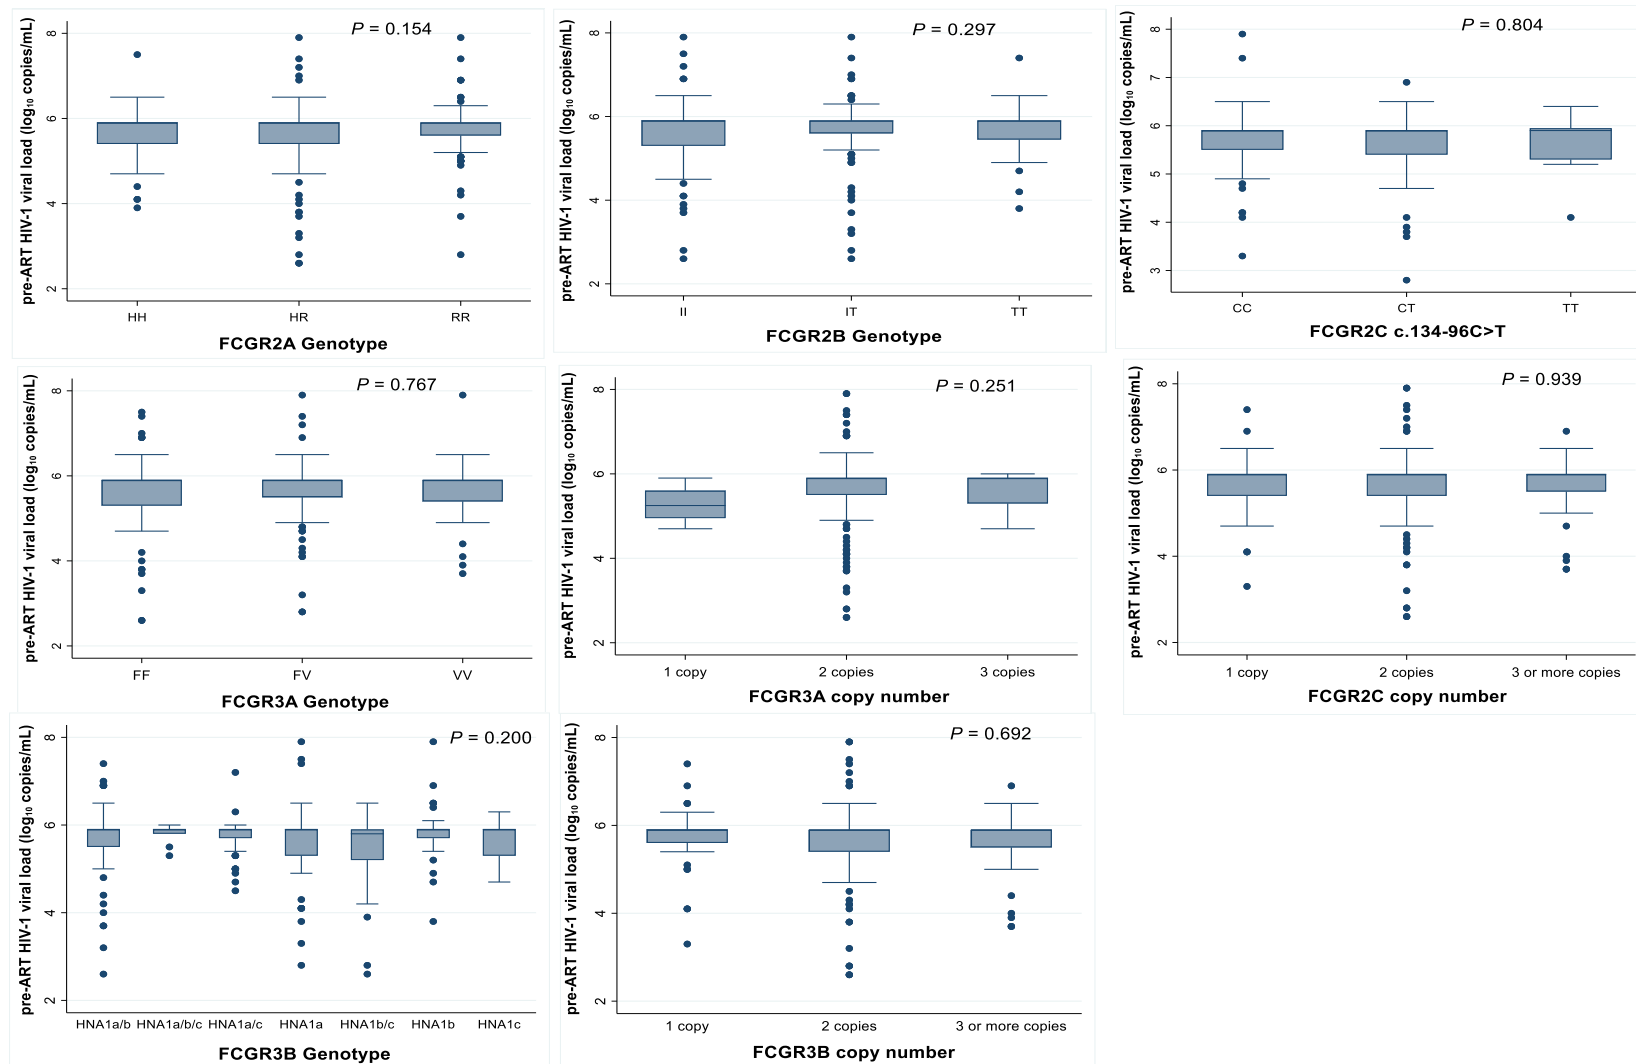 pre-ART HIV-1 viral load (log₁₀ copies/mL)
P = 0.154
8
6
4
2
HH HR RR
FCGR2A Genotype
pre-ART HIV-1 viral load (log₁₀ copies/mL)
P = 0.297
8
6
4
2
II IT TT
FCGR2B Genotype
pre-ART HIV-1 viral load (log₁₀ copies/mL)
P = 0.804
8
7
6
5
4
3
CC CT TT
FCGR2C c.134-96C>T
pre-ART HIV-1 viral load (log₁₀ copies/mL)
P = 0.767
8
6
4
2
FF FV VV
FCGR3A Genotype
pre-ART HIV-1 viral load (log₁₀ copies/mL)
P = 0.251
8
6
4
2
1 copy 2 copies 3 copies
FCGR3A copy number
pre-ART HIV-1 viral load (log₁₀ copies/mL)
P = 0.939
8
6
4
2
1 copy 2 copies 3 or more copies
FCGR2C copy number
pre-ART HIV-1 viral load (log₁₀ copies/mL)
P = 0.200
8
6
4
2
HNA1a/b HNA1a/b/c HNA1a/c HNA1a HNA1b/c HNA1b HNA1c
FCGR3B Genotype
pre-ART HIV-1 viral load (log₁₀ copies/mL)
P = 0.692
8
6
4
2
1 copy 2 copies 3 or more copies
FCGR3B copy number